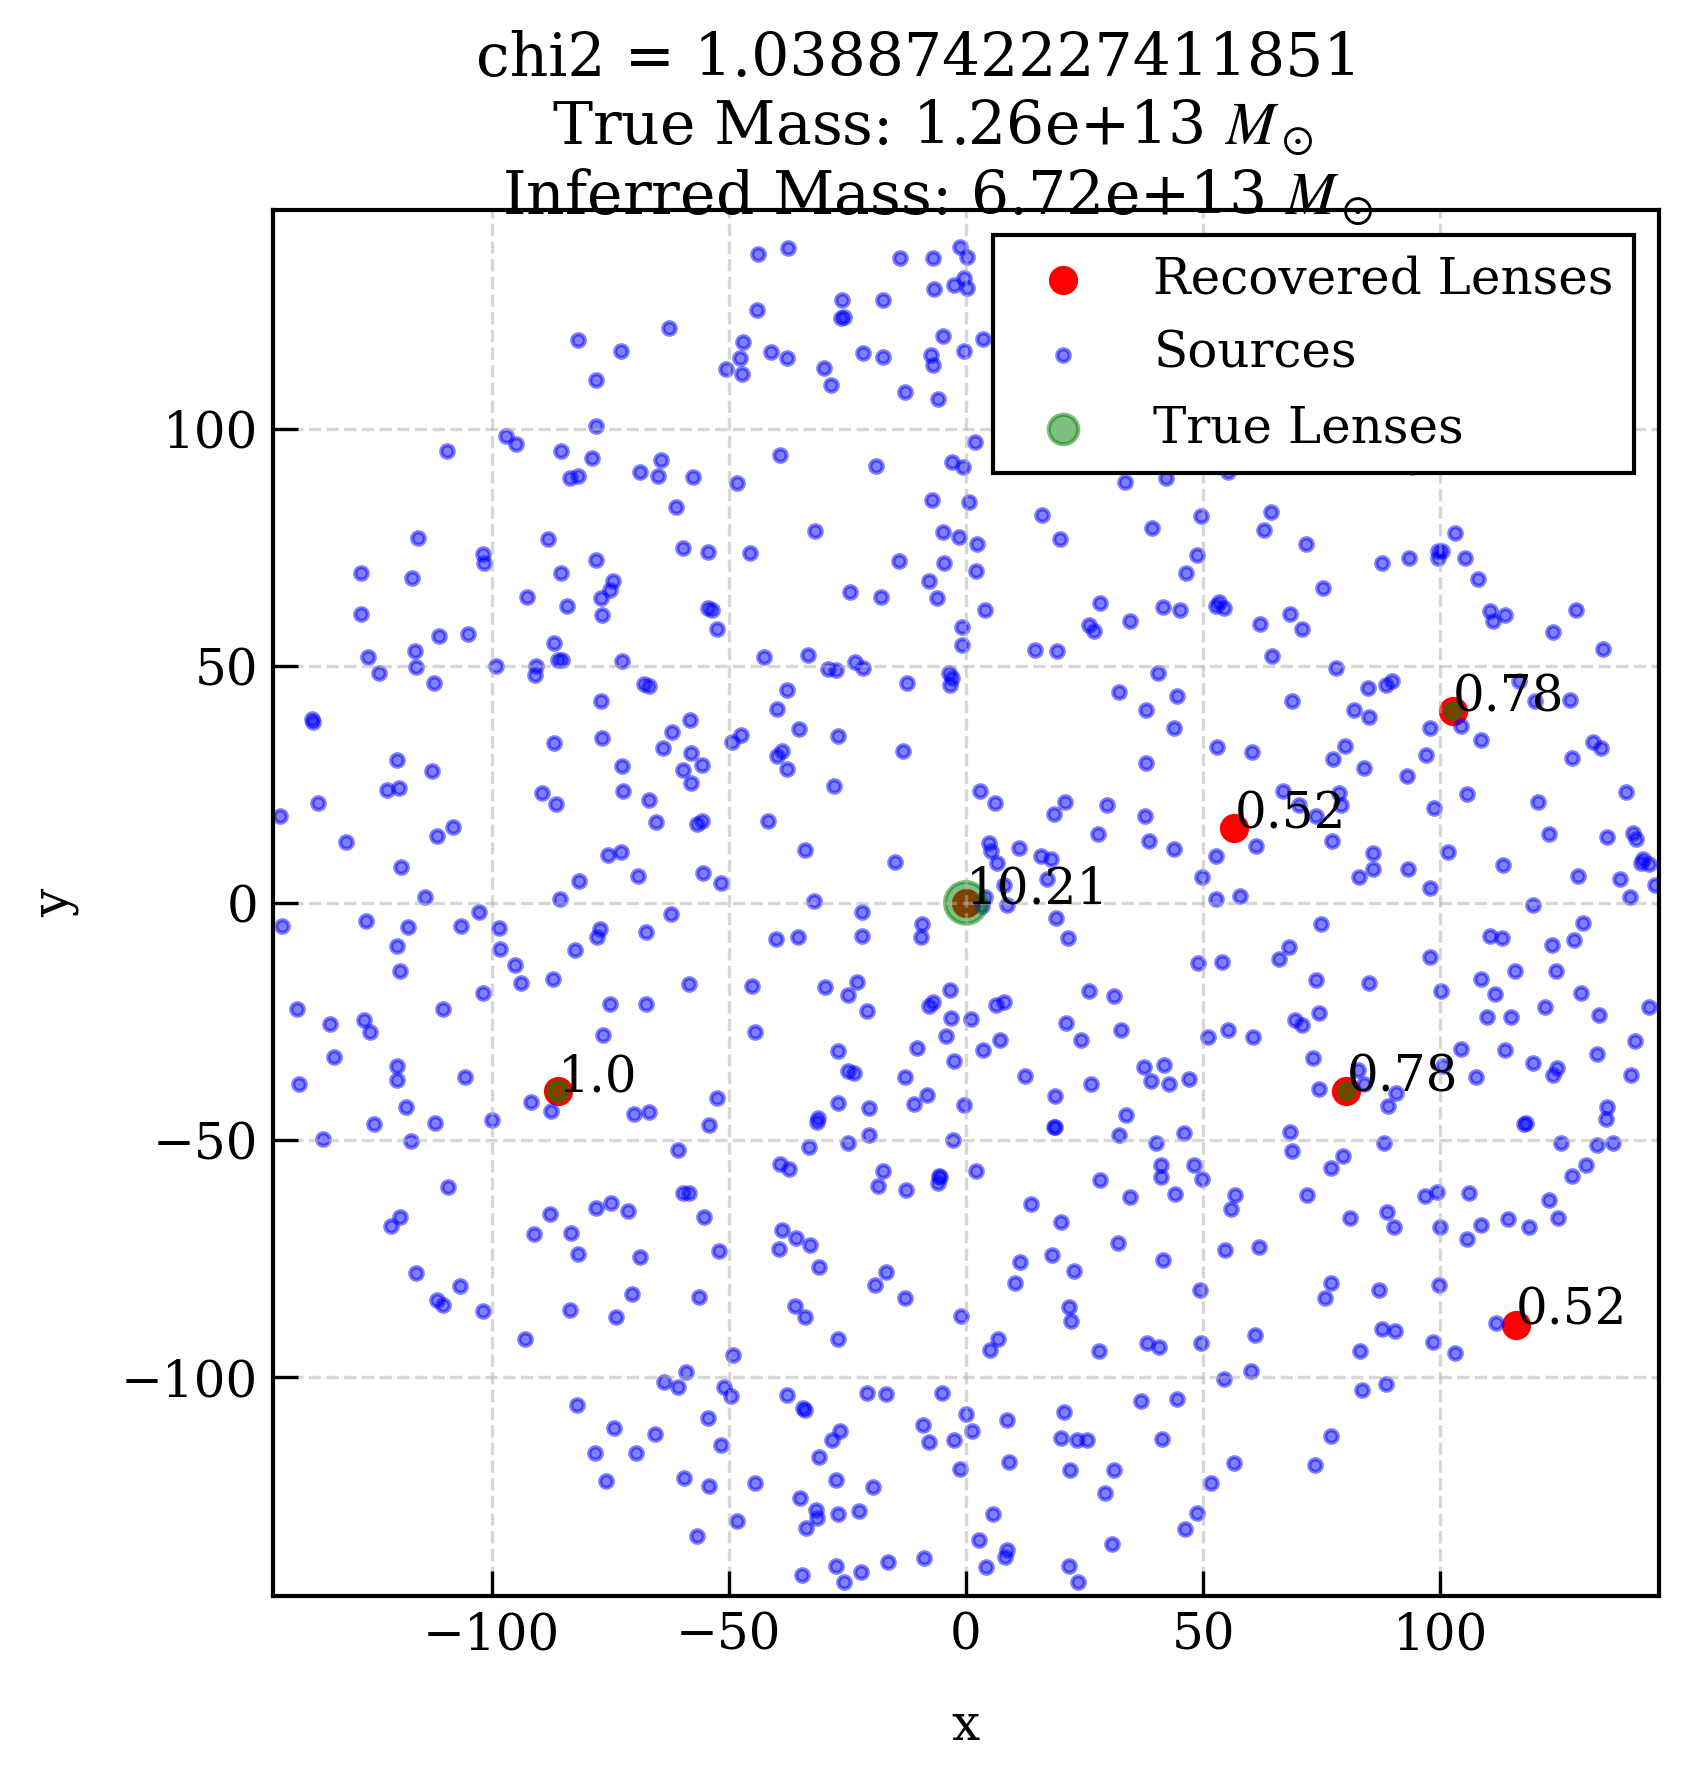 chi2 = 1.0388742227411851
True Mass: 1.26e+13 M⊙
Inferred Mass: 6.72e+13 M⊙
Recovered Lenses
Sources
True Lenses
100
50
0
−50
−100
y
0.78
0.52
10.21
1.0
0.78
0.52
−100
−50
0
50
100
x